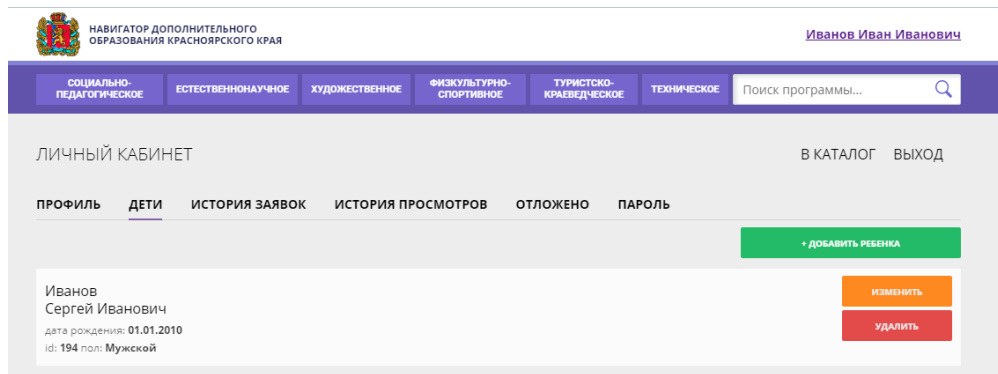 НАВИГАТОР ДОПОЛНИТЕЛЬНОГО
ОБРАЗОВАНИЯ КРАСНОЯРСКОГО КРАЯ
Иванов Иван Иванович
СОЦИАЛЬНО-
ПЕДАГОГИЧЕСКОЕ
ЕСТЕСТВЕННОНАУЧНОЕ
ХУДОЖЕСТВЕННОЕ
ФИЗКУЛЬТУРНО-
СПОРТИВНОЕ
ТУРИСТСКО-
КРАЕВЕДЧЕСКОЕ
ТЕХНИЧЕСКОЕ
Поиск программы...
ЛИЧНЫЙ КАБИНЕТ
В КАТАЛОГ ВЫХОД
ПРОФИЛЬ ДЕТИ ИСТОРИЯ ЗАЯВОК ИСТОРИЯ ПРОСМОТРОВ ОТЛОЖЕНО ПАРОЛЬ
+ ДОБАВИТЬ РЕБЕНКА
Иванов
Сергей Иванович
дата рождения: 01.01.2010
id: 194 пол: Мужской
ИЗМЕНИТЬ
УДАЛИТЬ